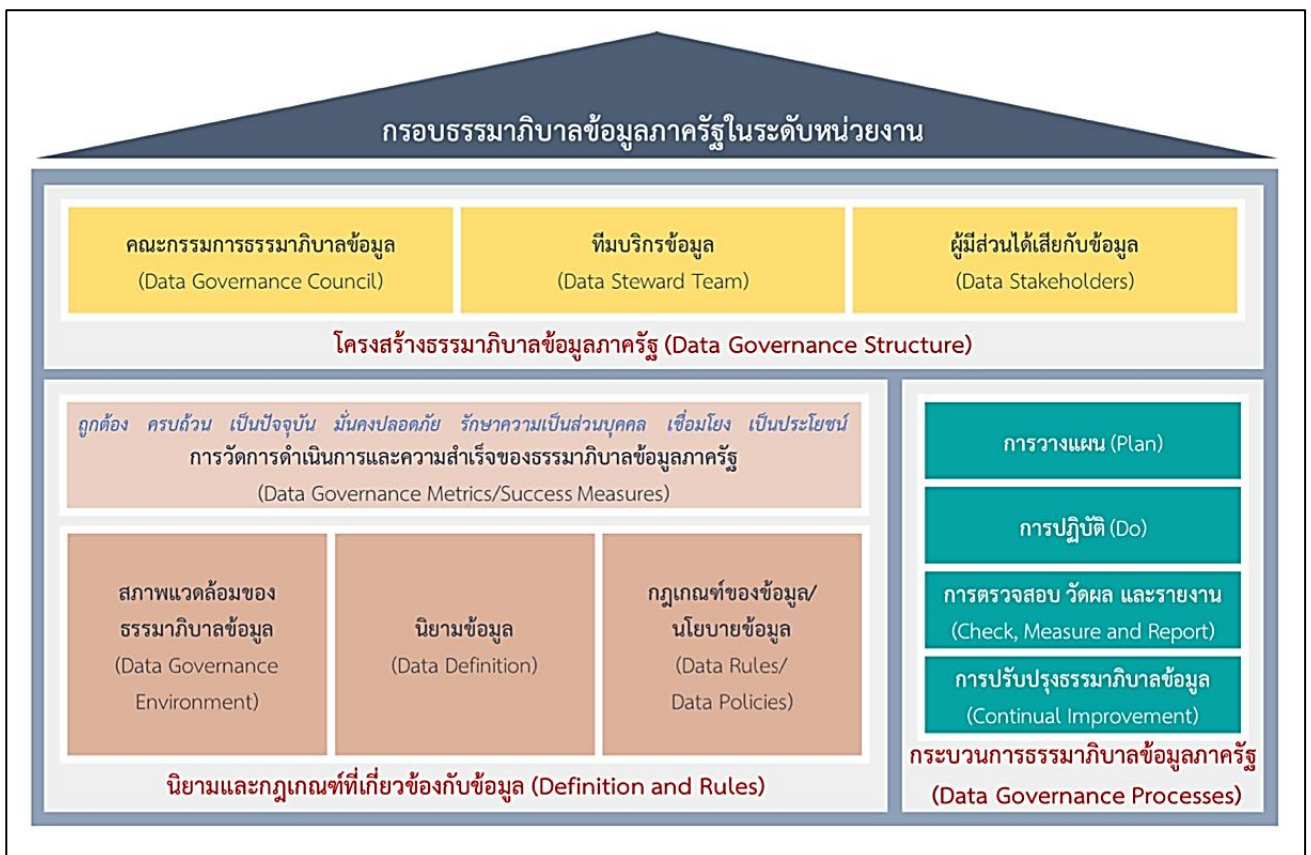 กรอบธรรมาภิบาลข้อมูลภาครัฐในระดับหน่วยงาน
คณะกรรมการธรรมาภิบาลข้อมูล
(Data Governance Council)
ทีมบริกรข้อมูล
(Data Steward Team)
ผู้มีส่วนได้เสียกับข้อมูล
(Data Stakeholders)
โครงสร้างธรรมาภิบาลข้อมูลภาครัฐ (Data Governance Structure)
ถูกต้อง ครบถ้วน เป็นปัจจุบัน มั่นคงปลอดภัย รักษาความเป็นส่วนบุคคล เชื่อมโยง เป็นประโยชน์
การวัดการดำเนินการและความสำเร็จของธรรมาภิบาลข้อมูลภาครัฐ
(Data Governance Metrics/Success Measures)
สภาพแวดล้อมของ
ธรรมาภิบาลข้อมูล
(Data Governance
Environment)
นิยามข้อมูล
(Data Definition)
กฎเกณฑ์ของข้อมูล/
นโยบายข้อมูล
(Data Rules/
Data Policies)
นิยามและกฎเกณฑ์ที่เกี่ยวข้องกับข้อมูล (Definition and Rules)
การวางแผน (Plan)
การปฏิบัติ (Do)
การตรวจสอบ วัดผล และรายงาน
(Check, Measure and Report)
การปรับปรุงธรรมาภิบาลข้อมูล
(Continual Improvement)
กระบวนการธรรมาภิบาลข้อมูลภาครัฐ
(Data Governance Processes)